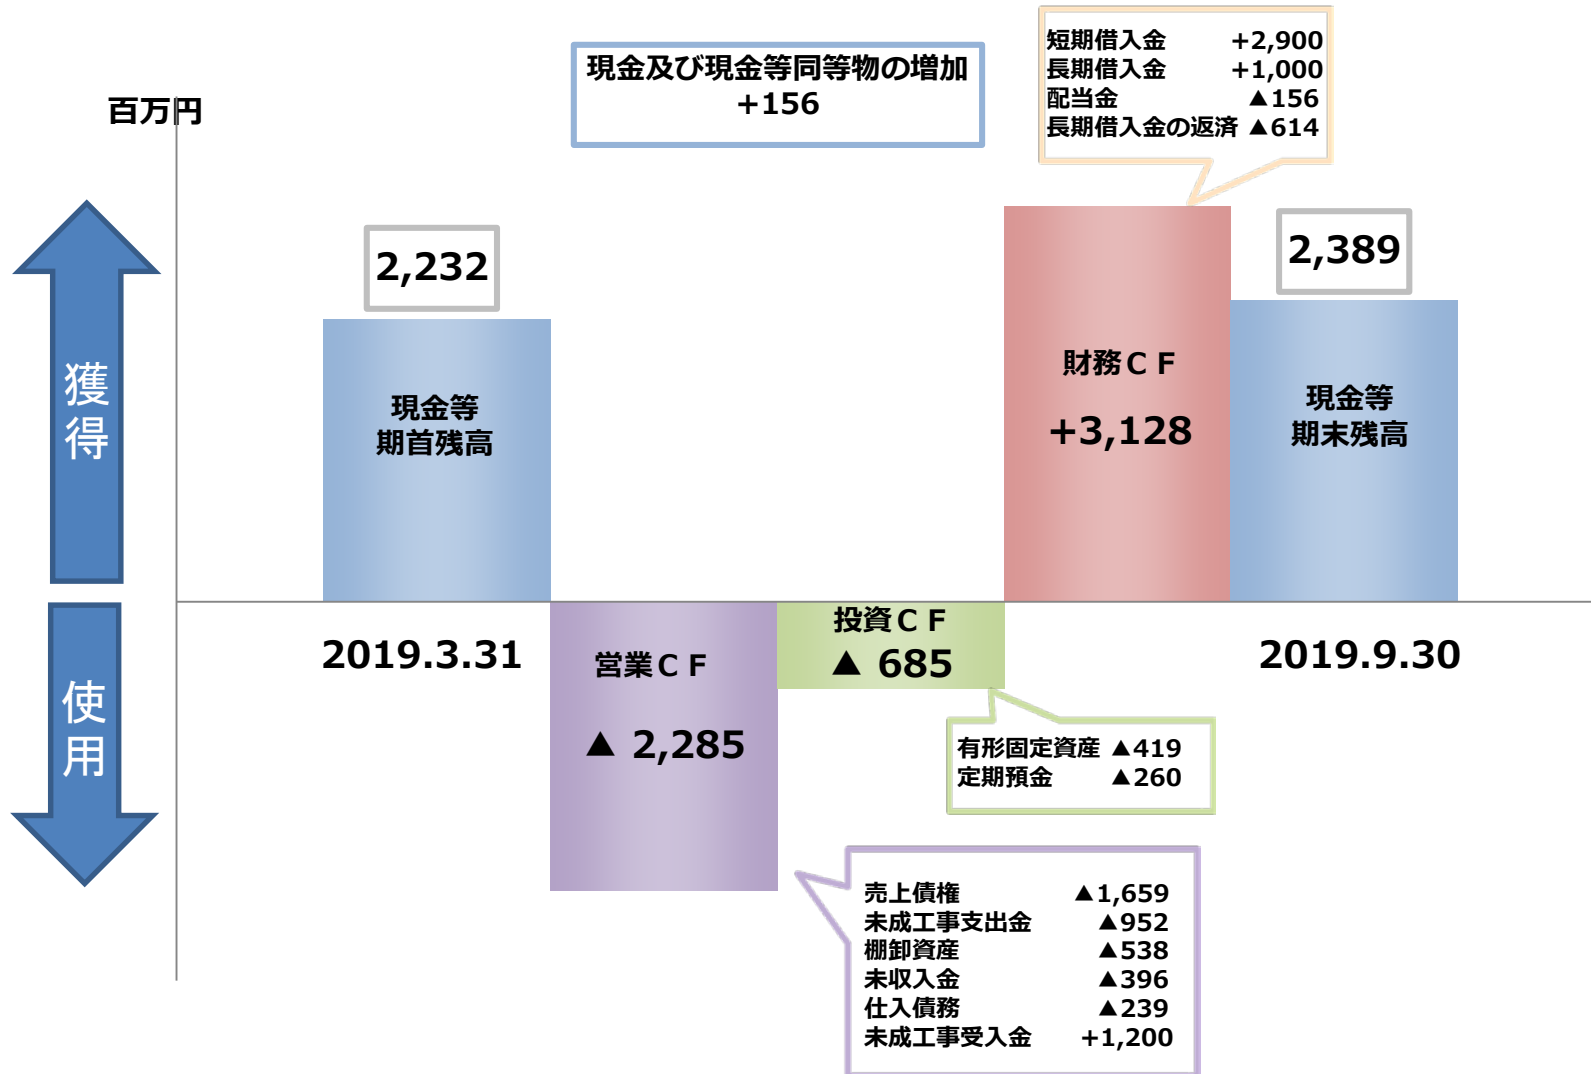 百万円
現金及び現金等同等物の増加
+156
短期借入金 +2,900
長期借入金 +1,000
配当金 ▲156
長期借入金の返済 ▲614
獲得
使用
2,232
現金等
期首残高
2019.3.31
営業ＣＦ
▲ 2,285
投資ＣＦ
▲ 685
財務ＣＦ
+3,128
2,389
現金等
期末残高
2019.9.30
有形固定資産 ▲419
定期預金 ▲260
売上債権 ▲1,659
未成工事支出金 ▲952
棚卸資産 ▲538
未収入金 ▲396
仕入債務 ▲239
未成工事受入金 +1,200